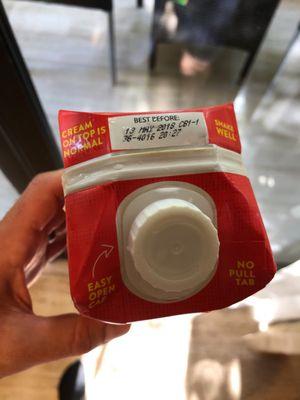 BEST BEFORE:
13 MAY 2018 C61-1
36-4016 20:27
CREAM
ON TOP IS
NORMAL
SHAKE
WELL
EASY
OPEN
CAP
NO
PULL
TAB